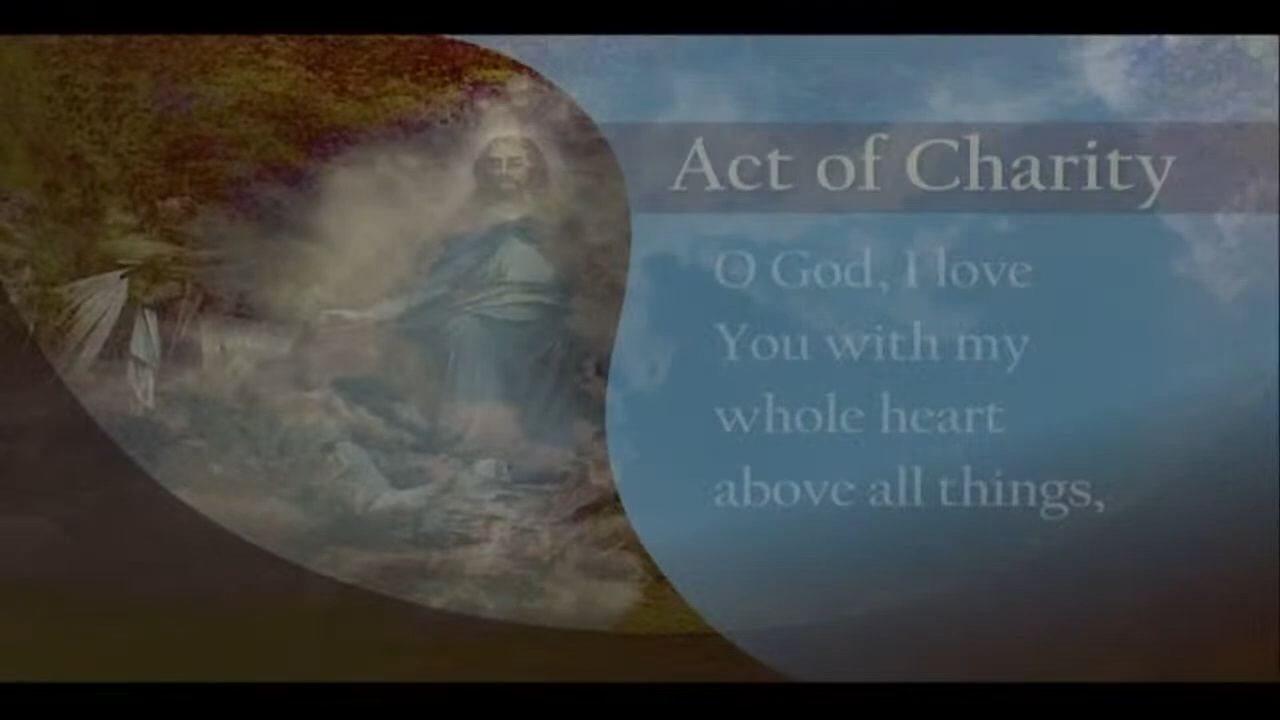 Act of Charity
O God, I love
You with my
whole heart
above all things,